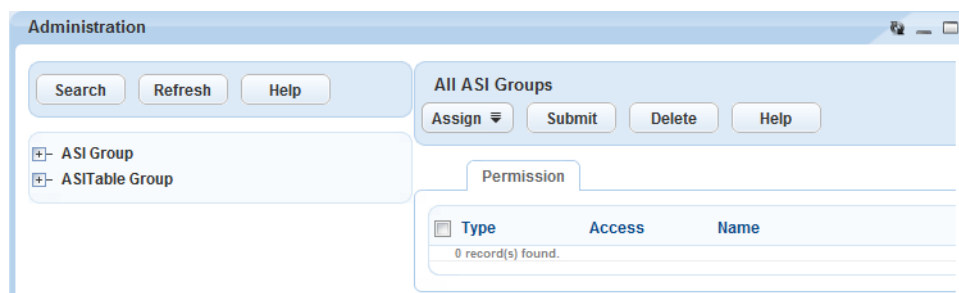 Administration
Search Refresh Help
ASI Group
ASITable Group
All ASI Groups
Assign Submit Delete Help
Permission
Type Access Name
0 record(s) found.